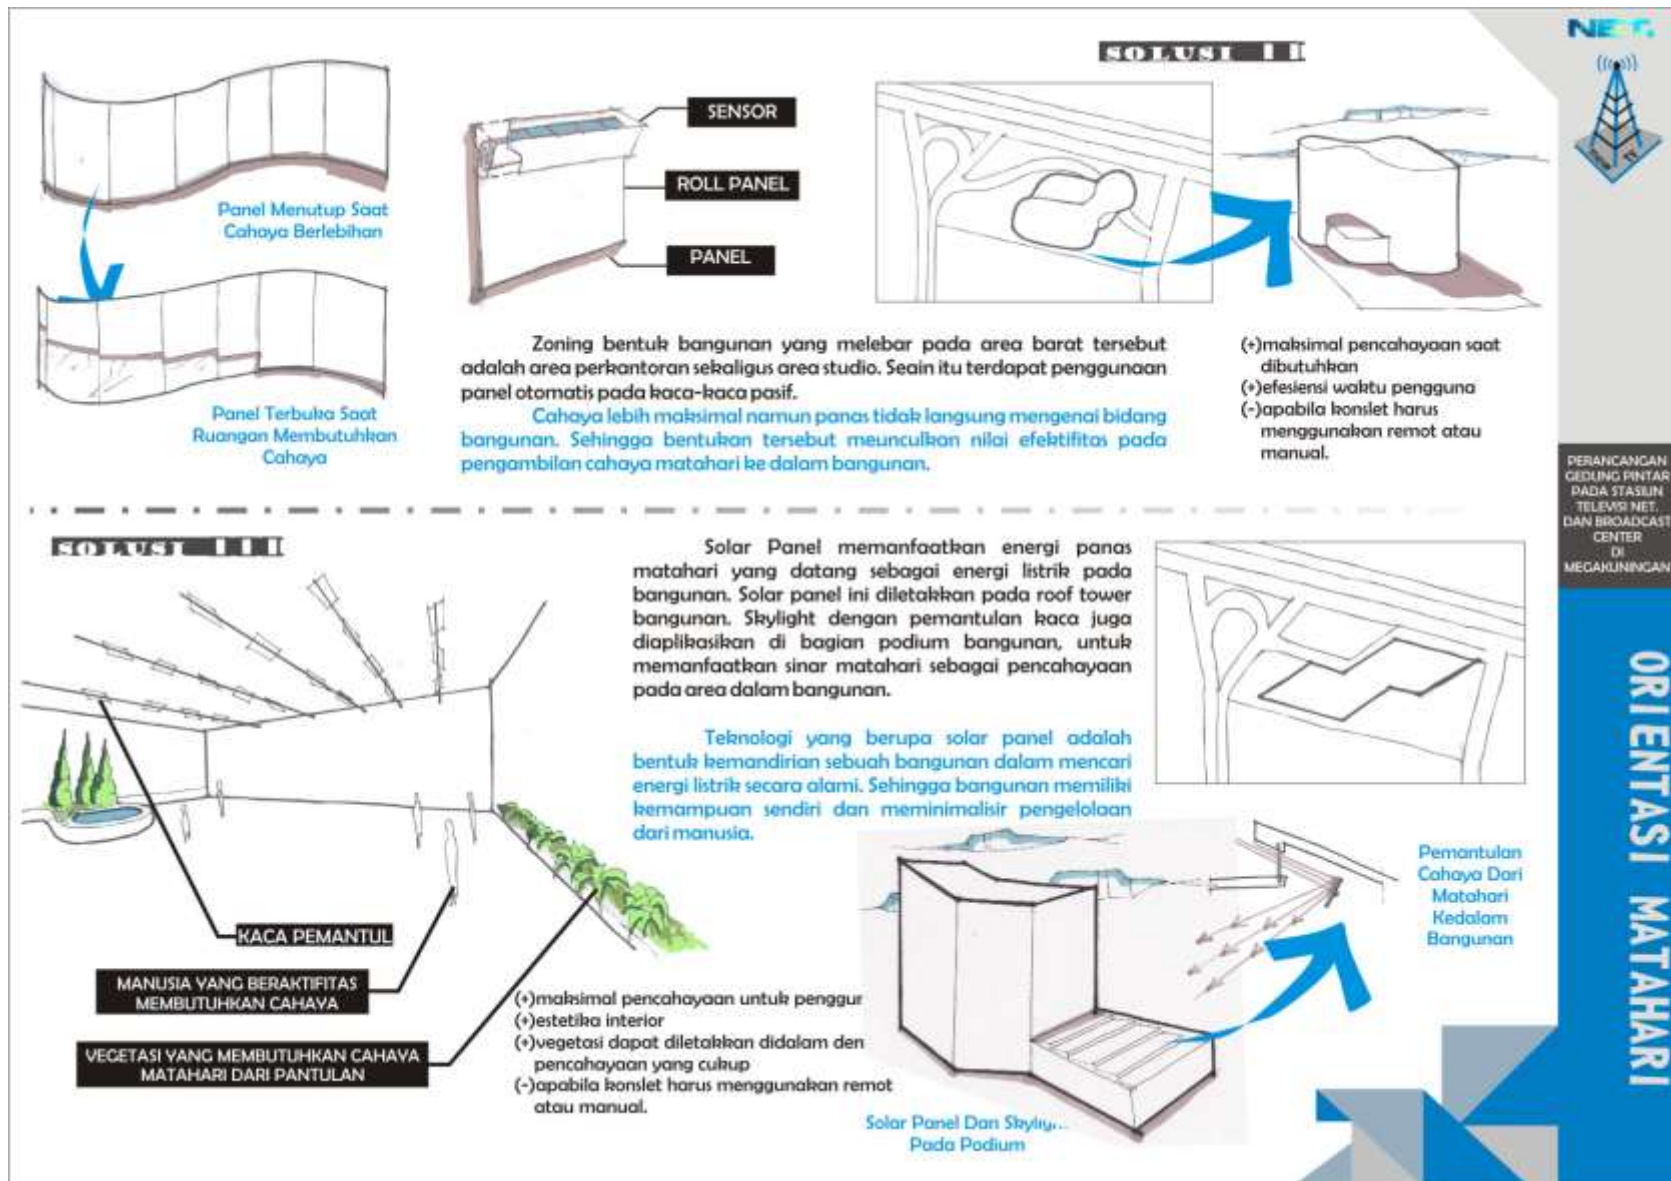 SOLUSI II
SENSOR
ROLL PANEL
PANEL
Panel Menutup Saat
Cahaya Berlebihan
Panel Terbuka Saat
Ruangan Membutuhkan
Cahaya
Zoning bentuk bangunan yang melebar pada area barat tersebut
adalah area perkantoran sekaligus area studio. Seain itu terdapat penggunaan
panel otomatis pada kaca-kaca pasif.
Cahaya lebih maksimal namun panas tidak langsung mengenai bidang
bangunan. Sehingga bentukan tersebut meunculkan nilai efektifitas pada
pengambilan cahaya matahari ke dalam bangunan.
(+)maksimal pencahayaan saat
dibutuhkan
(+)efesiensi waktu pengguna
(-)apabila konslet harus
menggunakan remot atau
manual.
SOLUSI III
Solar Panel memanfaatkan energi panas
matahari yang datang sebagai energi listrik pada
bangunan. Solar panel ini diletakkan pada roof tower
bangunan. Skylight dengan pemantulan kaca juga
diaplikasikan di bagian podium bangunan, untuk
memanfaatkan sinar matahari sebagai pencahayaan
pada area dalam bangunan.
Teknologi yang berupa solar panel adalah
bentuk kemandirian sebuah bangunan dalam mencari
energi listrik secara alami. Sehingga bangunan memiliki
kemampuan sendiri dan meminimalisir pengelolaan
dari manusia.
KACA PEMANTUL
MANUSIA YANG BERAKTIFITAS
MEMBUTUHKAN CAHAYA
VEGETASI YANG MEMBUTUHKAN CAHAYA
MATAHARI DARI PANTULAN
(+)maksimal pencahayaan untuk penggur
(+)estetika interior
(+)vegetasi dapat diletakkan didalam den
pencahayaan yang cukup
(-)apabila konslet harus menggunakan remot
atau manual.
Pemantulan
Cahaya Dari
Matahari
Kedalam
Bangunan
Solar Panel Dan Skylig
Pada Podium
NET.
PERANCANGAN
GEDUNG PINTAR
PADA STASIUN
TELEVISI NET.
DAN BROADCAST
CENTER
DI
MEGAKUNINGAN
ORIENTASI MATAHARI